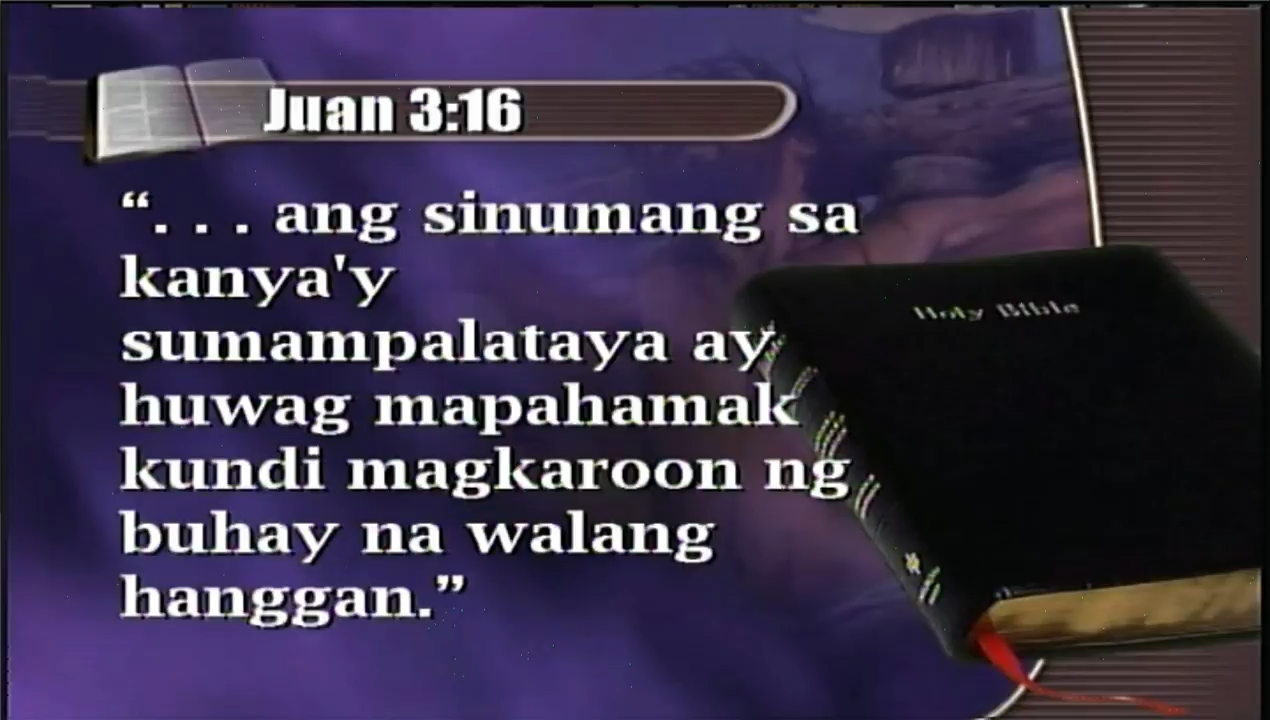 Juan 3:16
“. . . ang sinumang sa
kanya'y
sumampalataya ay
huwag mapahamak
kundi magkaroon ng
buhay na walang
hanggan.”
Holy Bible